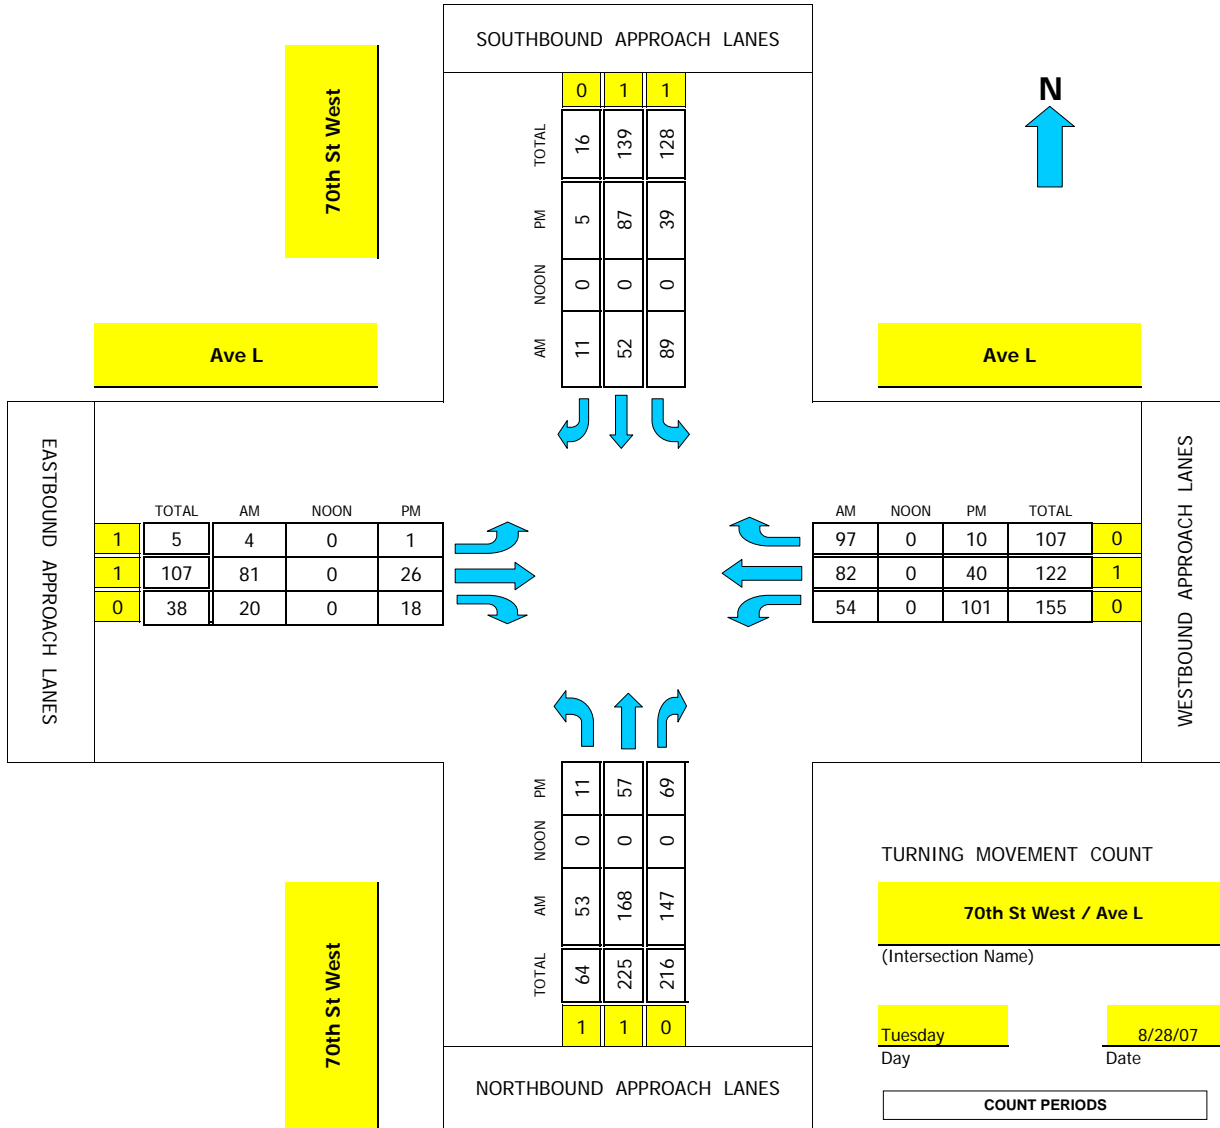 SOUTHBOUND APPROACH LANES
0 1 1
TOTAL 16 139 128
PM 5 87 39
NOON 0 0 0
AM 11 52 89
70th St West
N
Ave L
Ave L
EASTBOUND APPROACH LANES
TOTAL AM NOON PM
1 5 4 0 1
1 107 81 0 26
0 38 20 0 18
AM NOON PM TOTAL
97 0 10 107 0
82 0 40 122 1
54 0 101 155 0
WESTBOUND APPROACH LANES
PM 11 57 69
NOON 0 0 0
AM 53 168 147
TOTAL 64 225 216
1 1 0
NORTHBOUND APPROACH LANES
70th St West
TURNING MOVEMENT COUNT
70th St West / Ave L
(Intersection Name)
Tuesday 8/28/07
Day Date
COUNT PERIODS